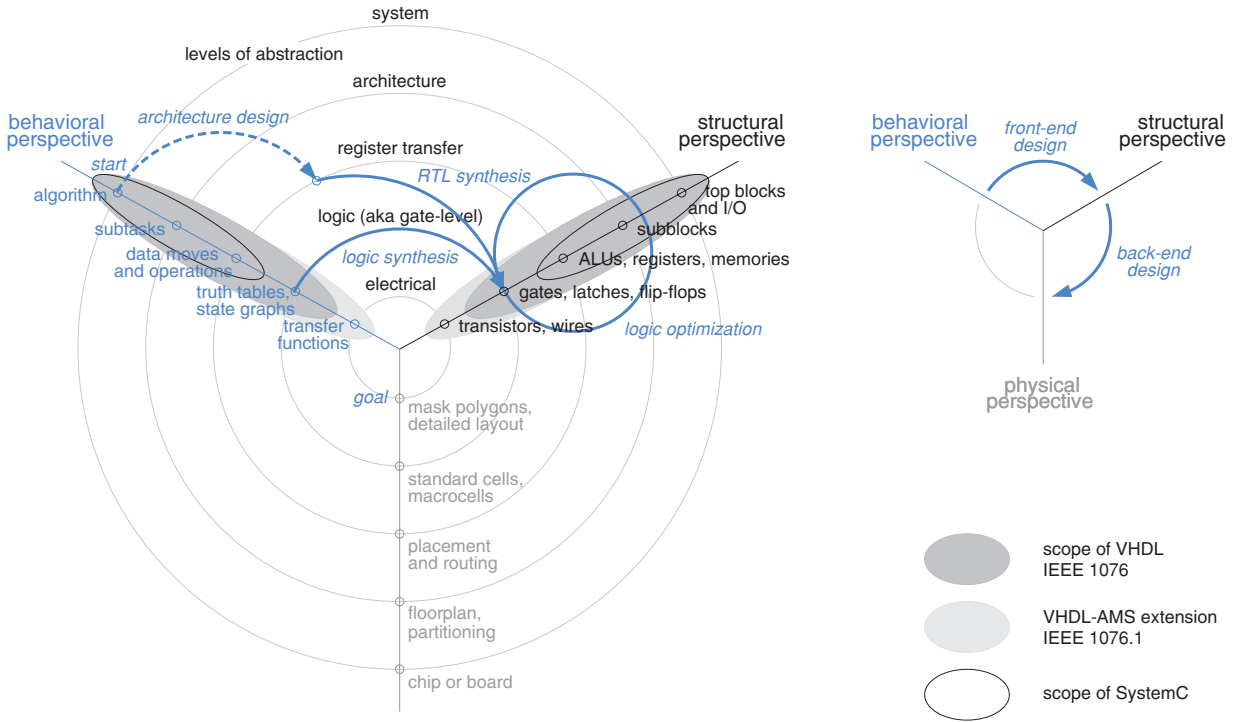 system
levels of abstraction
architecture
behavioral
perspective
architecture design
start
algorithm
subtasks
data moves
and operations
truth tables,
state graphs
transfer
functions
register transfer
RTL synthesis
logic (aka gate-level)
logic synthesis
electrical
structural
perspective
top blocks
and I/O
subblocks
ALUs, registers, memories
gates, latches, flip-flops
transistors, wires
logic optimization
goal
mask polygons,
detailed layout
standard cells,
macrocells
placement
and routing
floorplan,
partitioning
chip or board
behavioral
perspective
front-end
design
structural
perspective
back-end
design
physical
perspective
scope of VHDL
IEEE 1076
VHDL-AMS extension
IEEE 1076.1
scope of SystemC